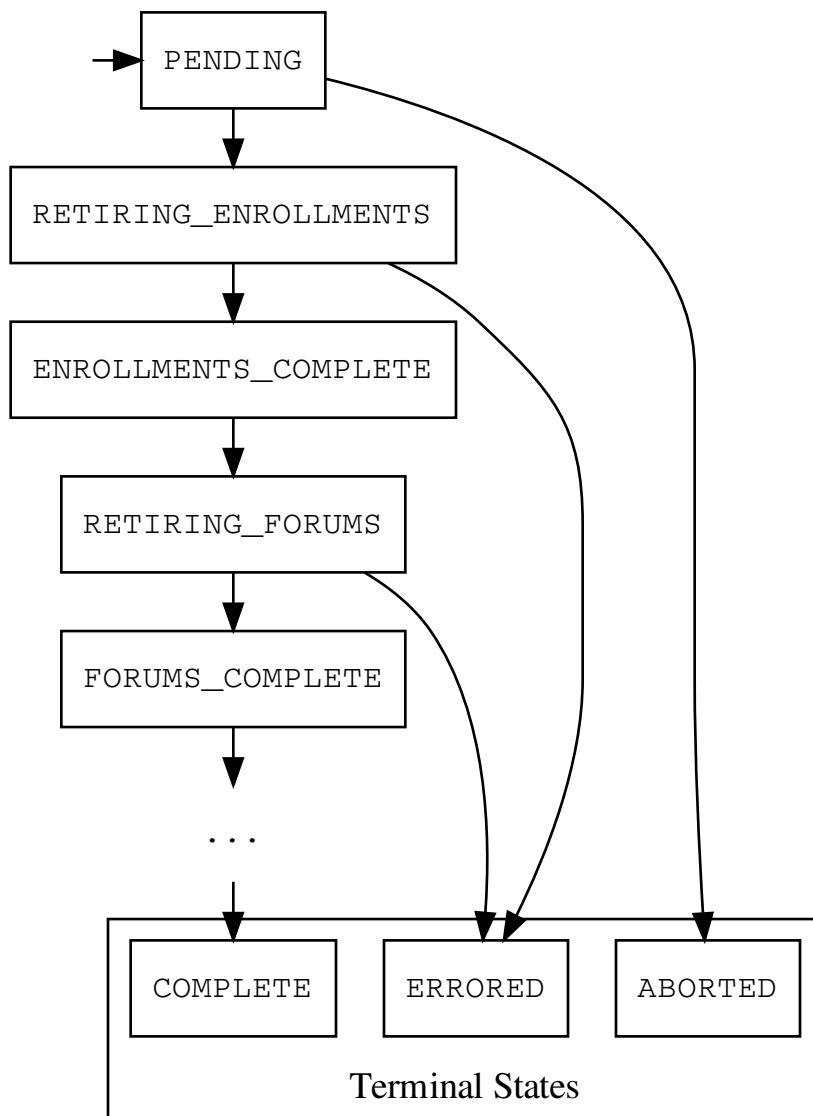 PENDING
RETIRING_ENROLLMENTS
ENROLLMENTS_COMPLETE
RETIRING_FORUMS
FORUMS_COMPLETE
...
COMPLETE
ERRORED
ABORTED
Terminal States